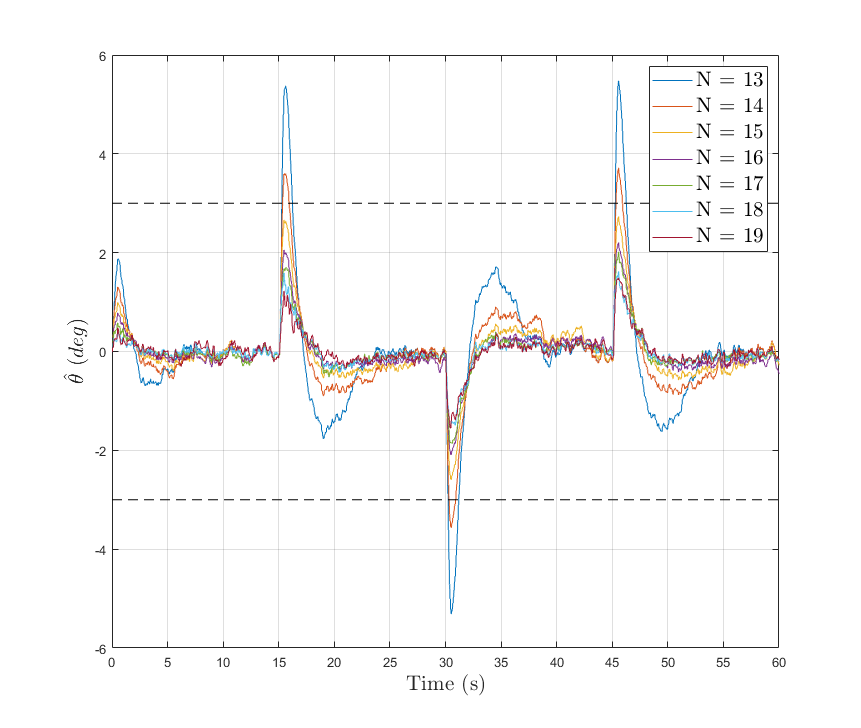 6
4
2
0
-2
-4
-6
θ̂ (deg)
N = 13
N = 14
N = 15
N = 16
N = 17
N = 18
N = 19
0 5 10 15 20 25 30 35 40 45 50 55 60
Time (s)